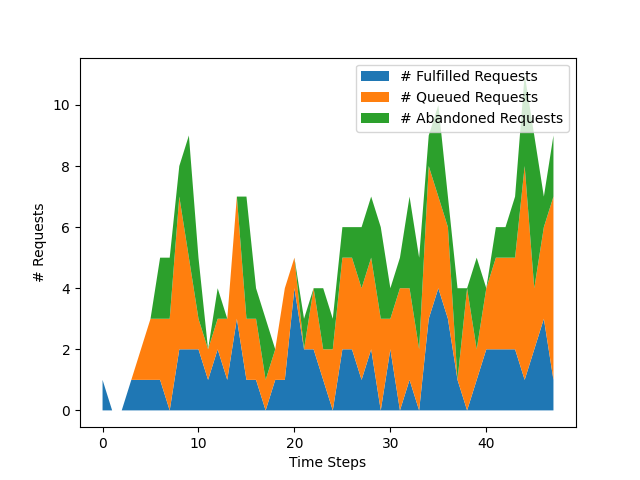 # Fulfilled Requests
# Queued Requests
# Abandoned Requests
10
8
6
4
2
0
# Requests
0 10 20 30 40
Time Steps